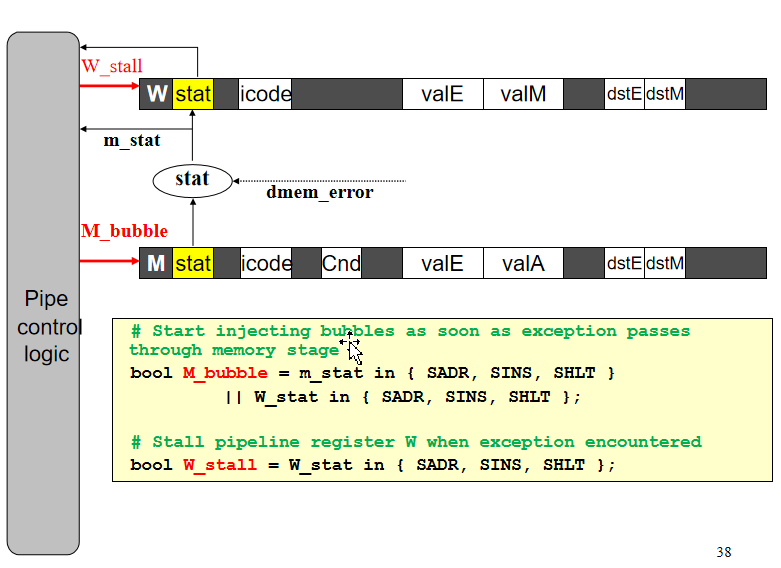 W_stall
W stat icode valE valM dstE dstM
m_stat
stat
dmem_error
M_bubble
M stat icode Cnd valE valA dstE dstM
Pipe
control
logic
# Start injecting bubbles as soon as exception passes
through memory stage
bool M_bubble = m_stat in { SADR, SINS, SHLT }
|| W_stat in { SADR, SINS, SHLT };
# Stall pipeline register W when exception encountered
bool W_stall = W_stat in { SADR, SINS, SHLT };
38